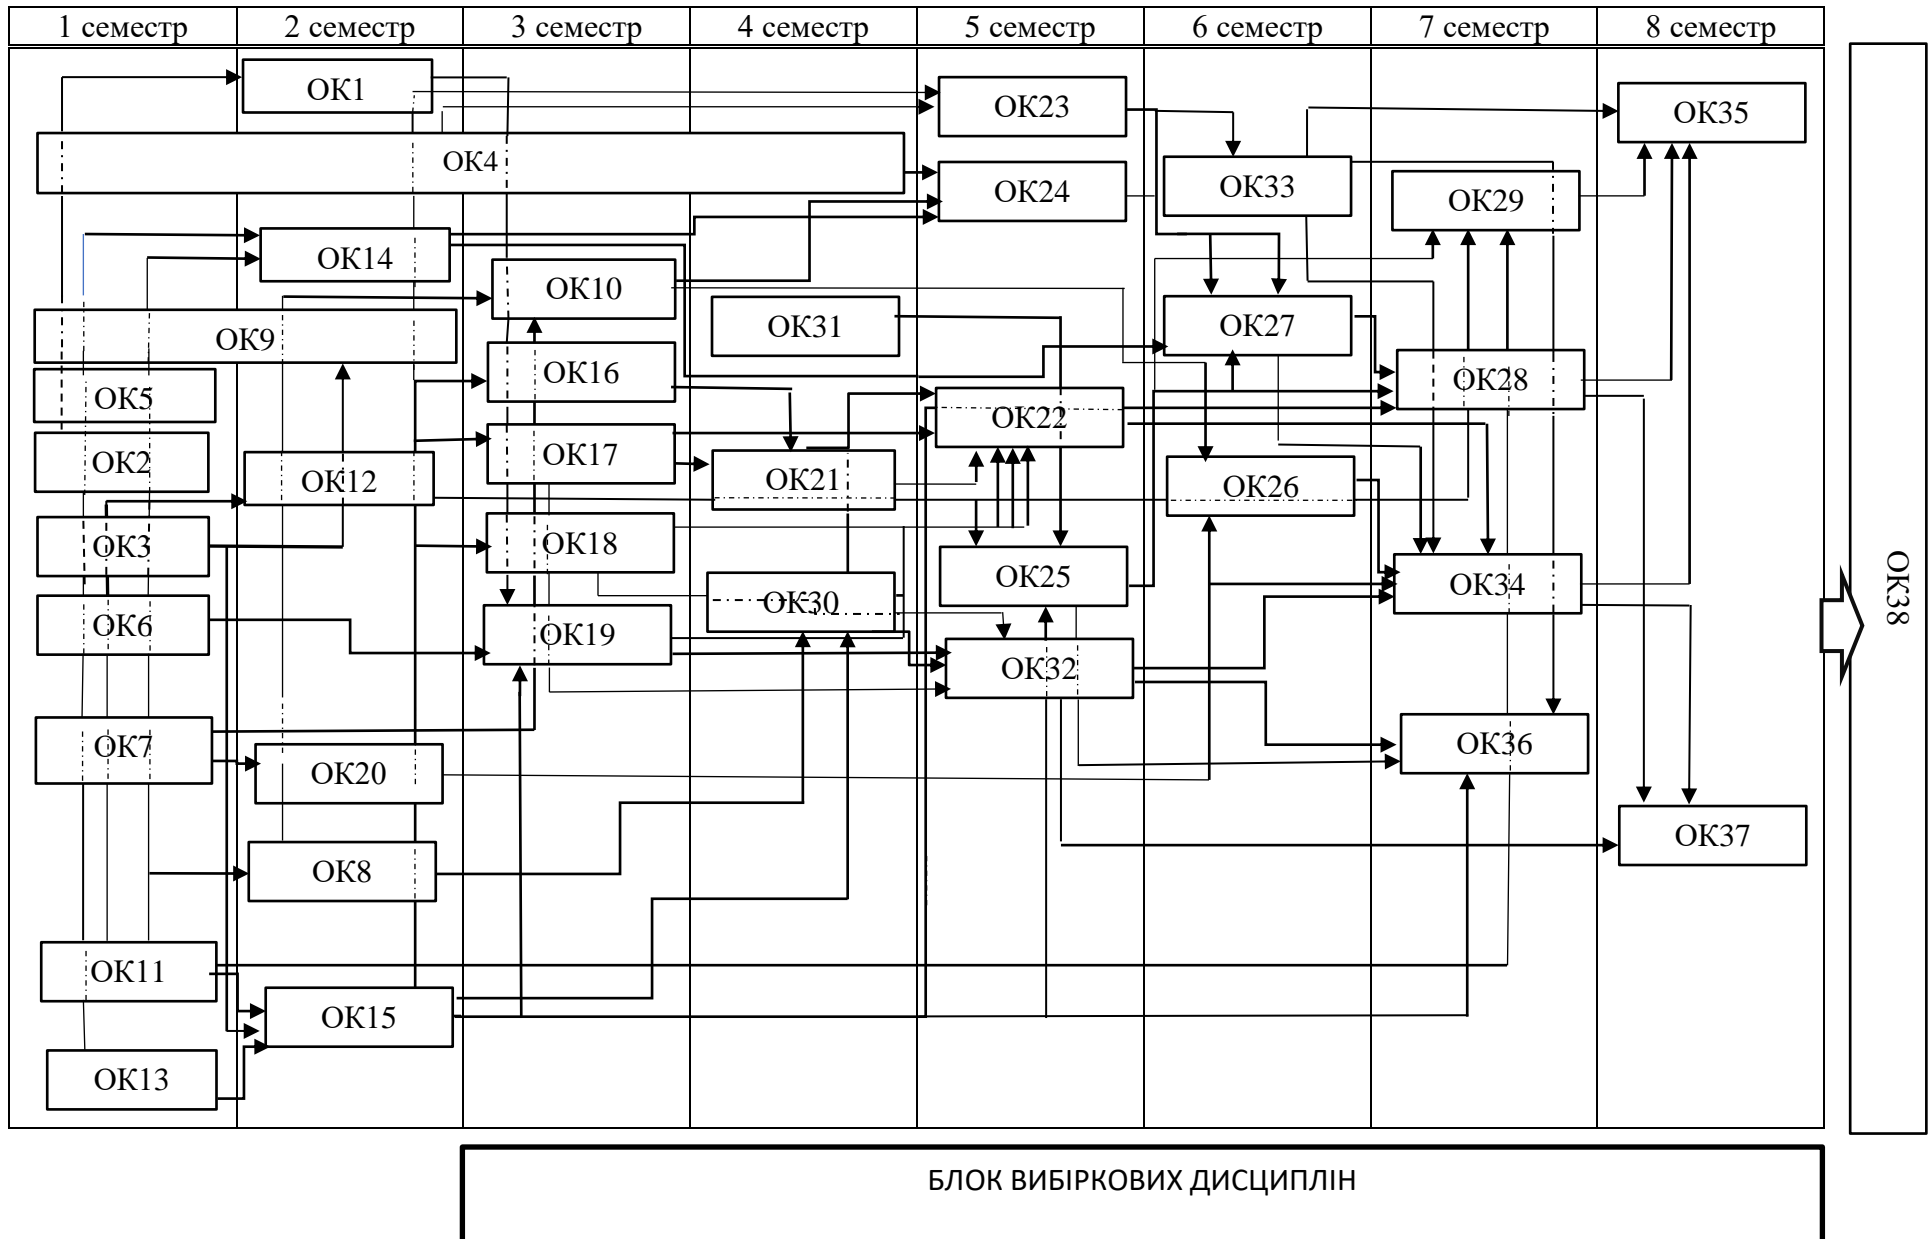 1 семестр
2 семестр
3 семестр
4 семестр
5 семестр
6 семестр
7 семестр
8 семестр
ОК1
ОК23
ОК35
ОК4
ОК24
ОК33
ОК29
ОК14
ОК10
ОК31
ОК27
ОК9
ОК16
ОК28
ОК5
ОК22
ОК2
ОК17
ОК12
ОК21
ОК26
ОК3
ОК18
ОК25
ОК34
ОК38
ОК6
ОК19
ОК30
ОК32
ОК7
ОК20
ОК36
ОК8
ОК37
ОК11
ОК15
ОК13
БЛОК ВИБІРКОВИХ ДИСЦИПЛІН